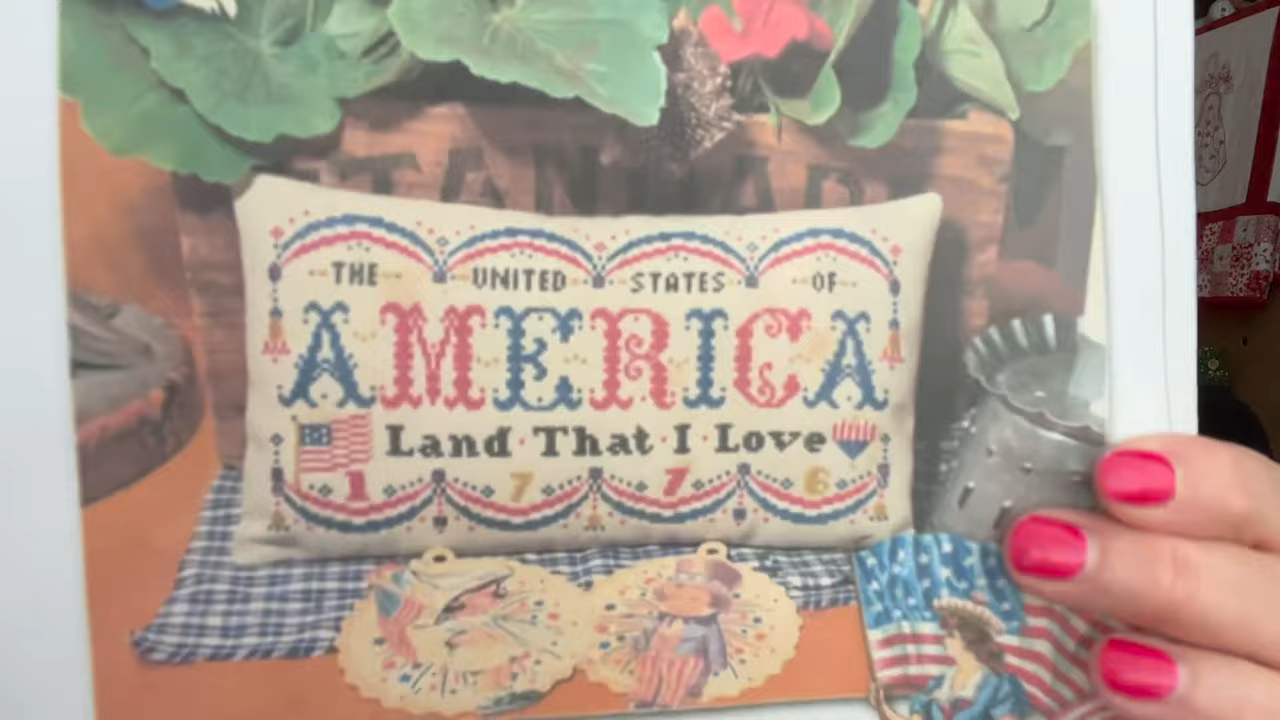 THE UNITED STATES OF
AMERICA
Land · That · I · Love
1 7 7 6